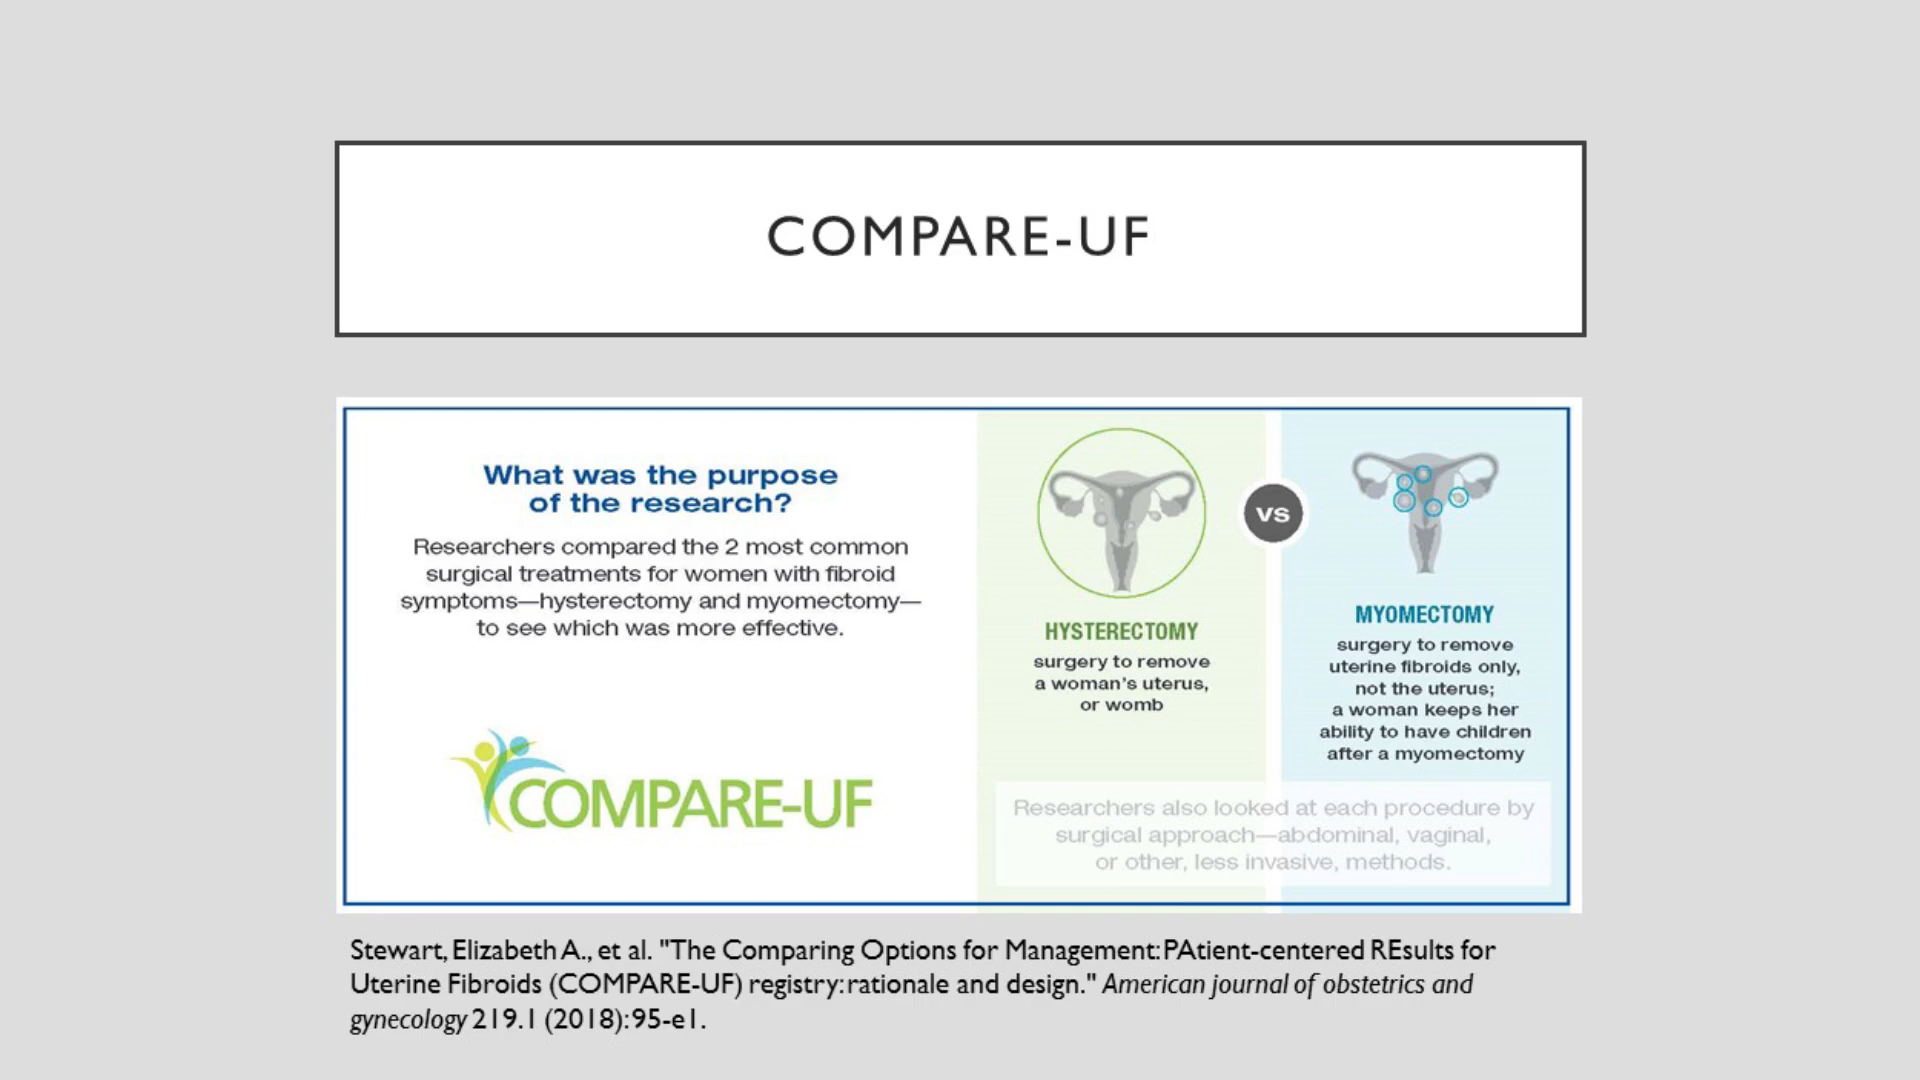 COMPARE-UF
What was the purpose
of the research?
Researchers compared the 2 most common
surgical treatments for women with fibroid
symptoms—hysterectomy and myomectomy—
to see which was more effective.
COMPARE-UF
HYSTERECTOMY
surgery to remove
a woman's uterus,
or womb
VS
MYOMECTOMY
surgery to remove
uterine fibroids only,
not the uterus;
a woman keeps her
ability to have children
after a myomectomy
Researchers also looked at each procedure by
surgical approach—abdominal, vaginal,
or other, less invasive, methods.
Stewart, Elizabeth A., et al. "The Comparing Options for Management: PAtient-centered REsults for
Uterine Fibroids (COMPARE-UF) registry: rationale and design." American journal of obstetrics and
gynecology 219.1 (2018): 95-e1.